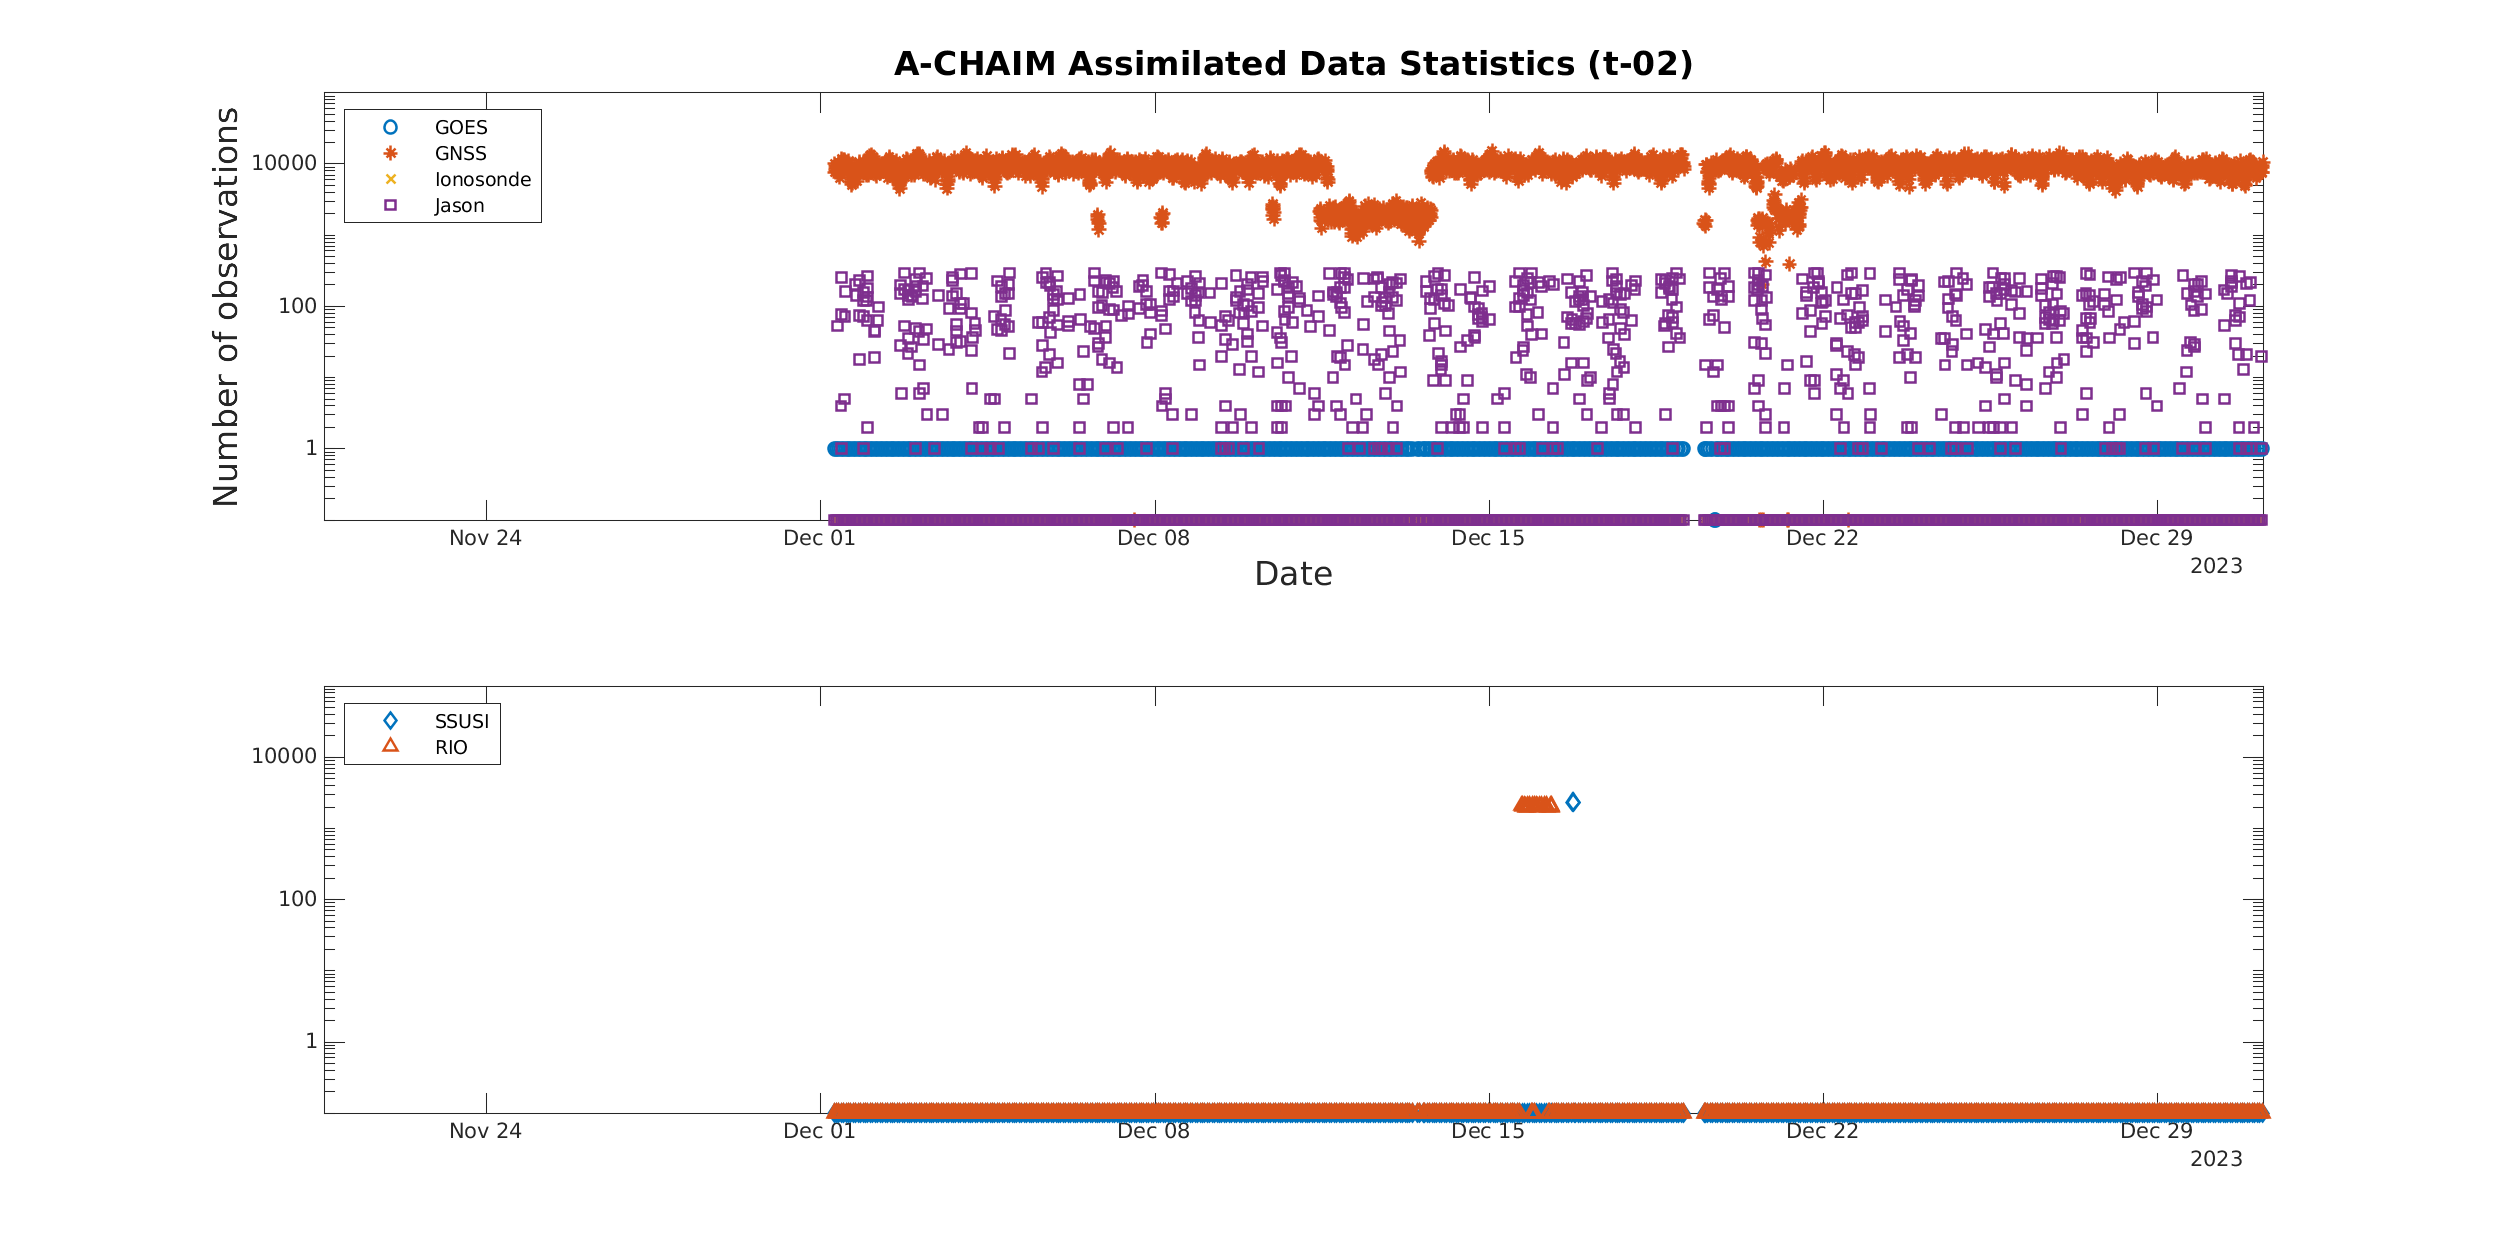 A-CHAIM Assimilated Data Statistics (t-02)
Number of observations
10000
100
1
GOES
GNSS
Ionosonde
Jason
Nov 24
Dec 01
Dec 08
Dec 15
Dec 22
Dec 29
2023
Date
10000
100
1
SSUSI
RIO
Nov 24
Dec 01
Dec 08
Dec 15
Dec 22
Dec 29
2023